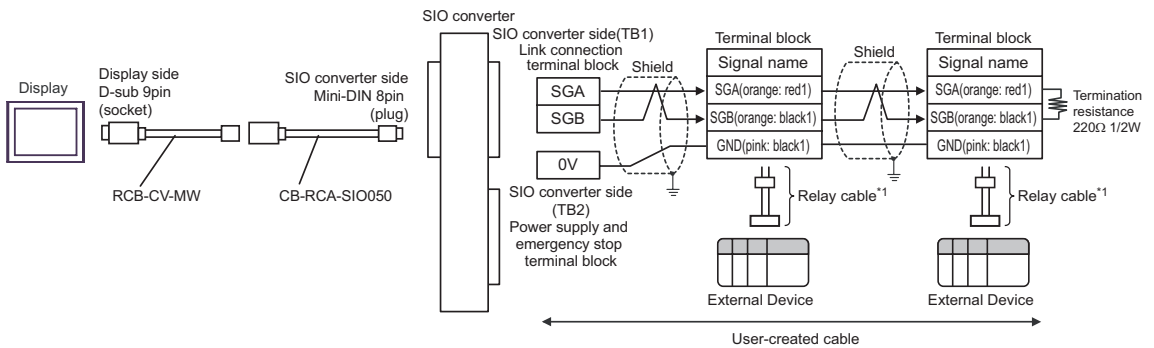 SIO converter
Display
Display side
D-sub 9pin
(socket)
SIO converter side
Mini-DIN 8pin
(plug)
RCB-CV-MW
CB-RCA-SIO050
SIO converter side(TB1)
Link connection
terminal block
SGA
SGB
0V
SIO converter side
(TB2)
Power supply and
emergency stop
terminal block
Shield
Terminal block
Signal name
SGA(orange: red1)
SGB(orange: black1)
GND(pink: black1)
Relay cable*1
External Device
Shield
Terminal block
Signal name
SGA(orange: red1)
SGB(orange: black1)
GND(pink: black1)
Termination
resistance
220Ω 1/2W
Relay cable*1
External Device
User-created cable